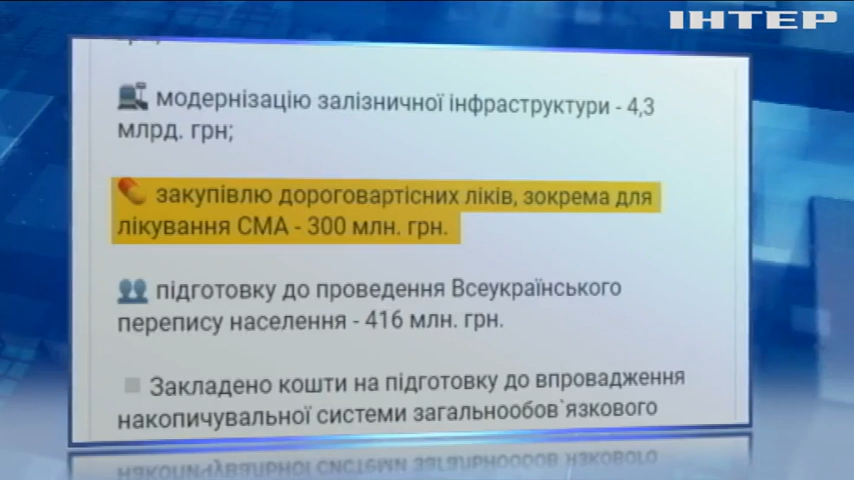 ІНТЕР
модернізацію залізничної інфраструктури - 4,3
млрд. грн;
закупівлю дороговартісних ліків, зокрема для
лікування СМА - 300 млн. грн.
підготовку до проведення Всеукраїнського
перепису населення - 416 млн. грн.
Закладено кошти на підготовку до впровадження
накопичувальної системи загальнообов`язкового